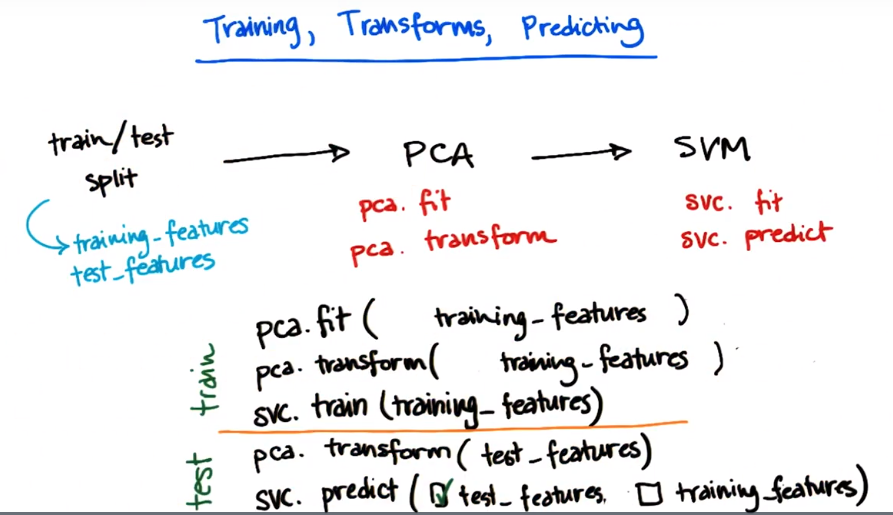 Training, Transforms, Predicting
train/test
split
training_features
test_features
PCA
pca. fit
pca. transform
SVM
svc. fit
svc. predict
train
pca.fit ( training_features )
pca. transform( training_features )
svc. train (training_features)
test
pca. transform( test_features)
svc. predict ( test_features, training_features)